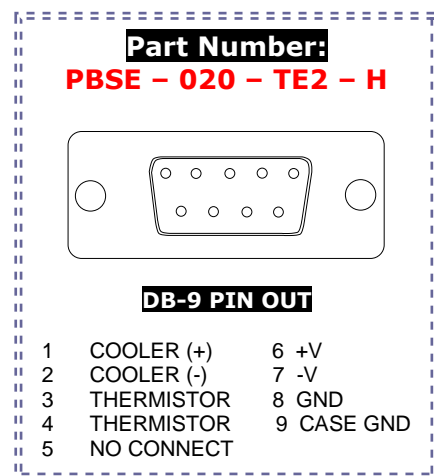 Part Number:
PBSE – 020 – TE2 – H
DB-9 PIN OUT
1 COOLER (+) 6 +V
2 COOLER (-) 7 -V
3 THERMISTOR 8 GND
4 THERMISTOR 9 CASE GND
5 NO CONNECT